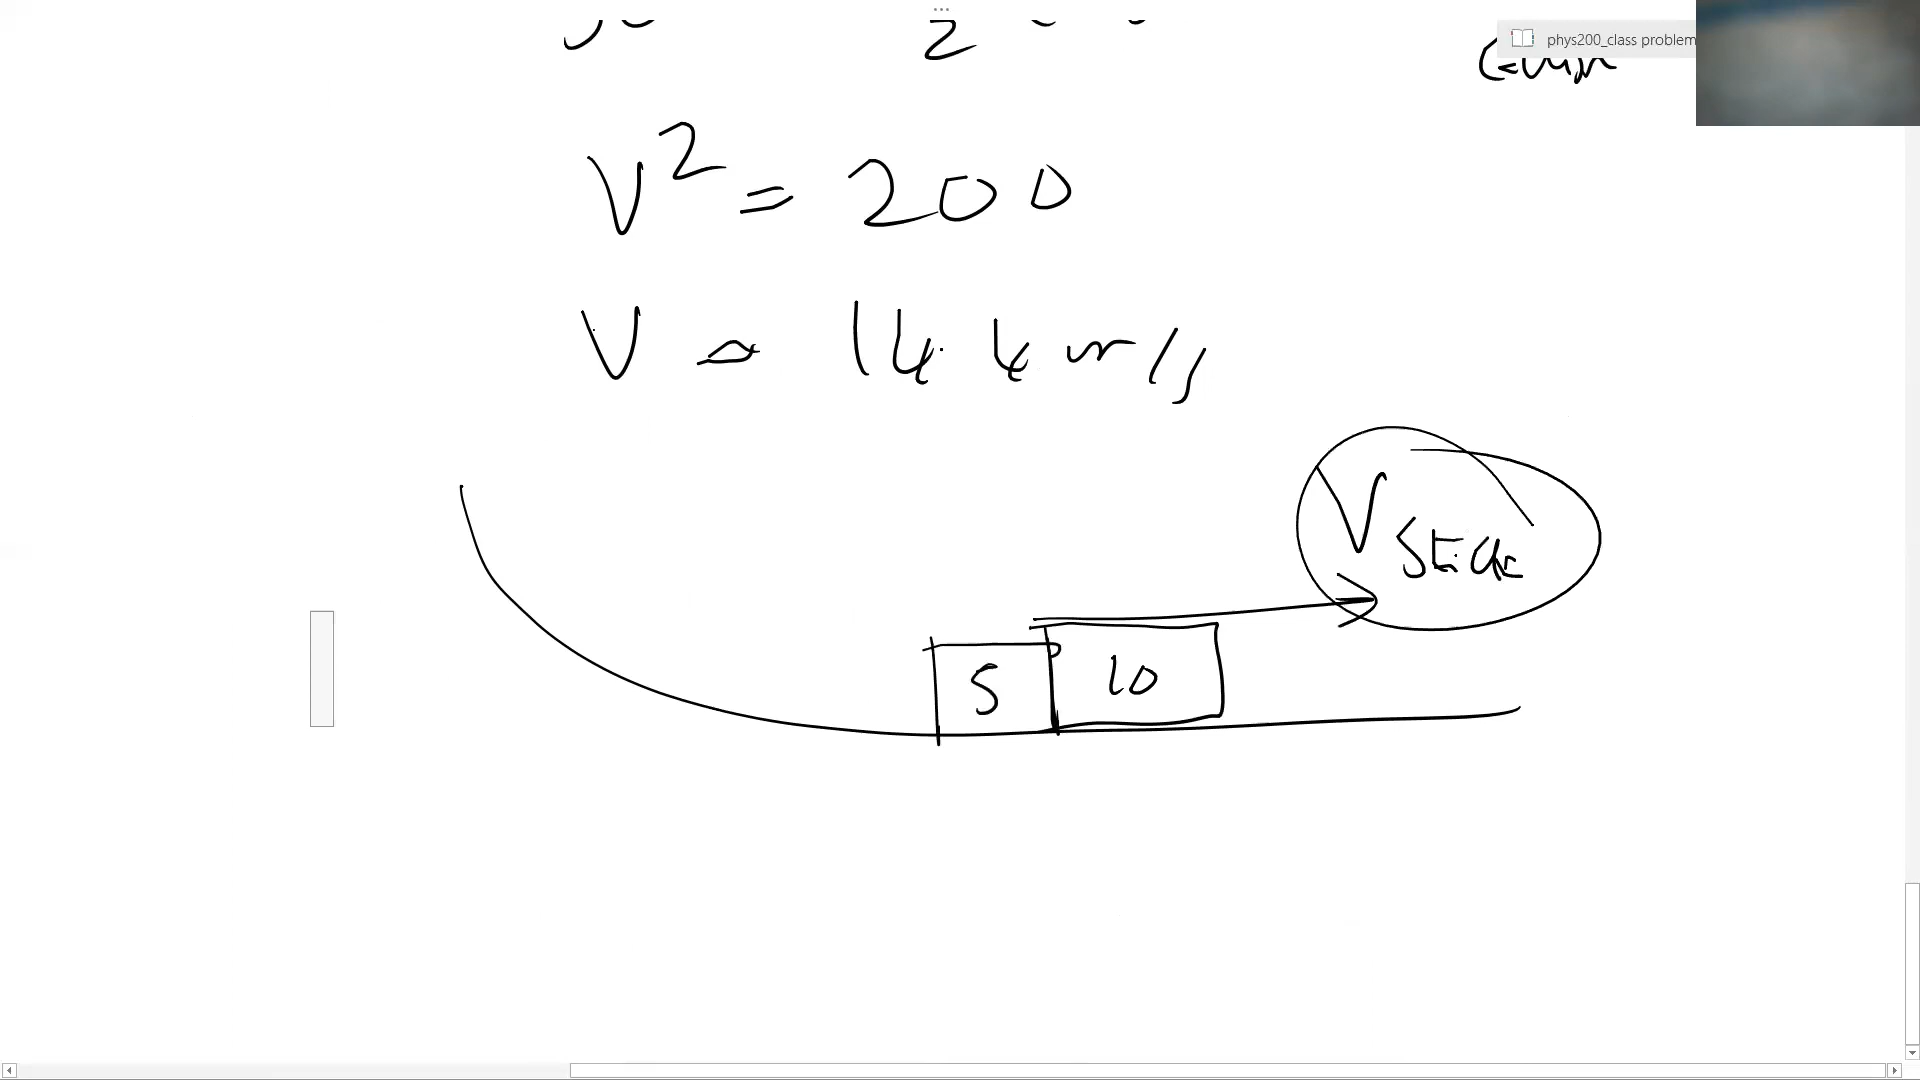 phys200_class problem
V² = 200
V ≈ 14.4 m/s
V stick
5
10